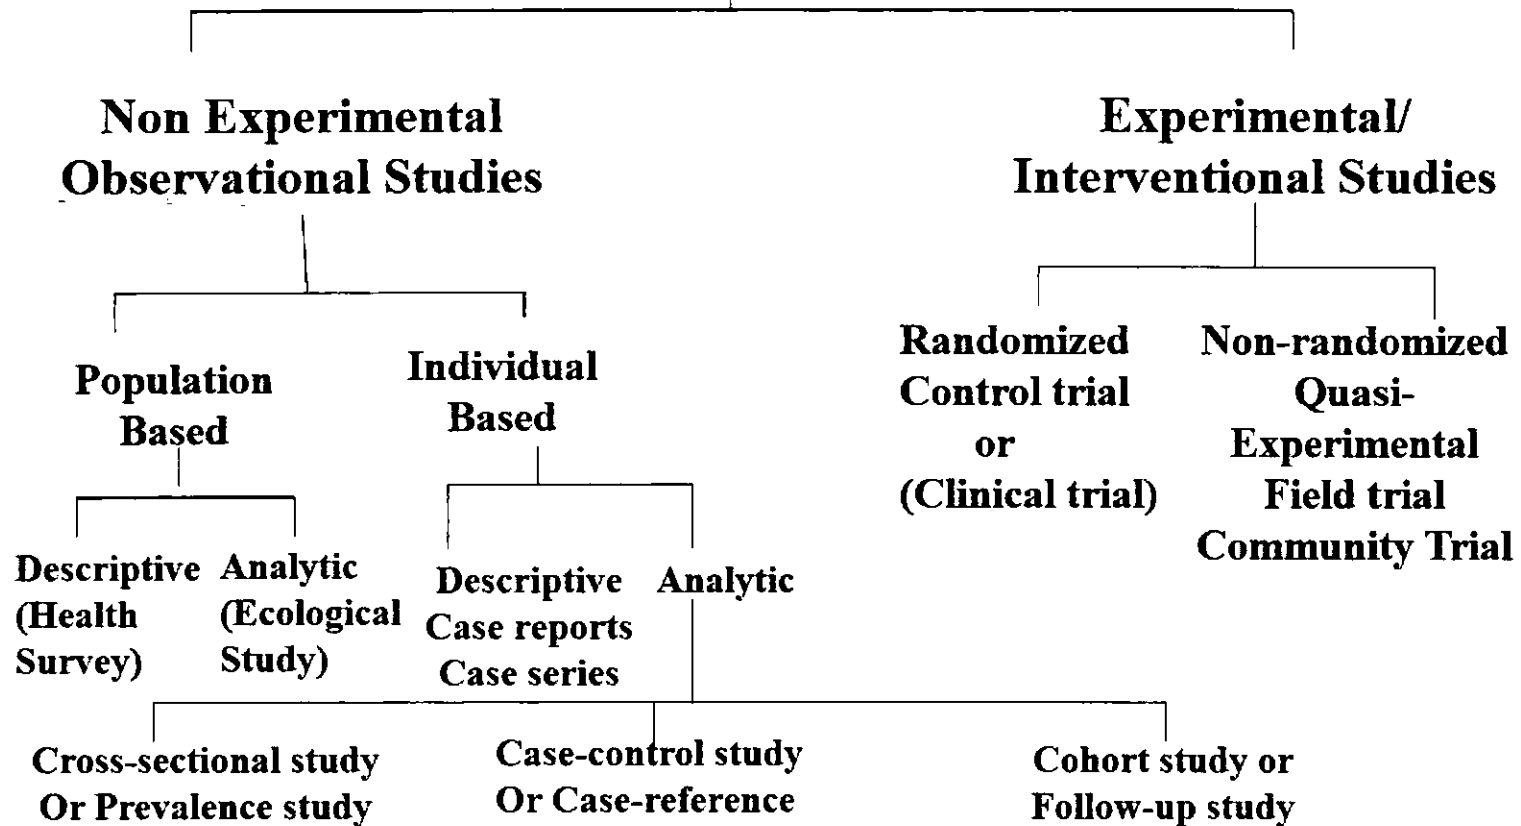 Non Experimental
Observational Studies
Experimental/
Interventional Studies
Population
Based
Individual
Based
Randomized
Control trial
or
(Clinical trial)
Non-randomized
Quasi-
Experimental
Field trial
Community Trial
Descriptive
(Health
Survey)
Analytic
(Ecological
Study)
Descriptive
Case reports
Case series
Analytic
Cross-sectional study
Or Prevalence study
Case-control study
Or Case-reference
Cohort study or
Follow-up study